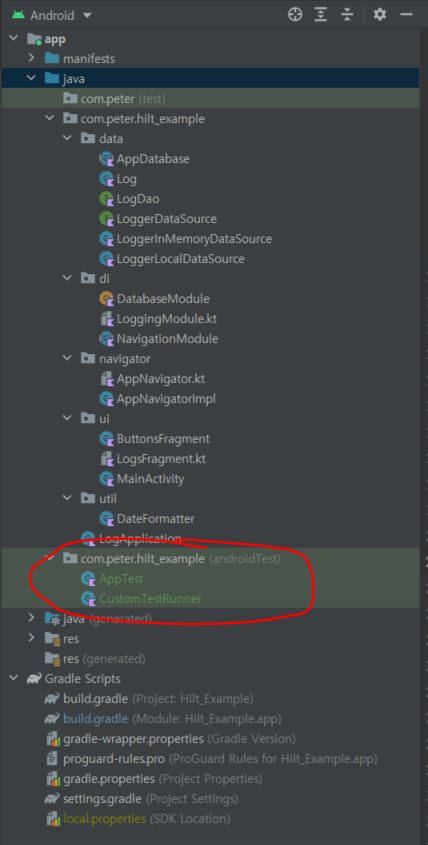 Android
app
manifests
java
com.peter (test)
com.peter.hilt_example
data
AppDatabase
Log
LogDao
LoggerDataSource
LoggerInMemoryDataSource
LoggerLocalDataSource
di
DatabaseModule
LoggingModule.kt
NavigationModule
navigator
AppNavigator.kt
AppNavigatorImpl
ui
ButtonsFragment
LogsFragment.kt
MainActivity
util
DateFormatter
LogApplication
com.peter.hilt_example (androidTest)
AppTest
CustomTestRunner
java (generated)
res
res (generated)
Gradle Scripts
build.gradle (Project: Hilt_Example)
build.gradle (Module: Hilt_Example.app)
gradle-wrapper.properties (Gradle Version)
proguard-rules.pro (ProGuard Rules for Hilt_Example.app)
gradle.properties (Project Properties)
settings.gradle (Project Settings)
local.properties (SDK Location)